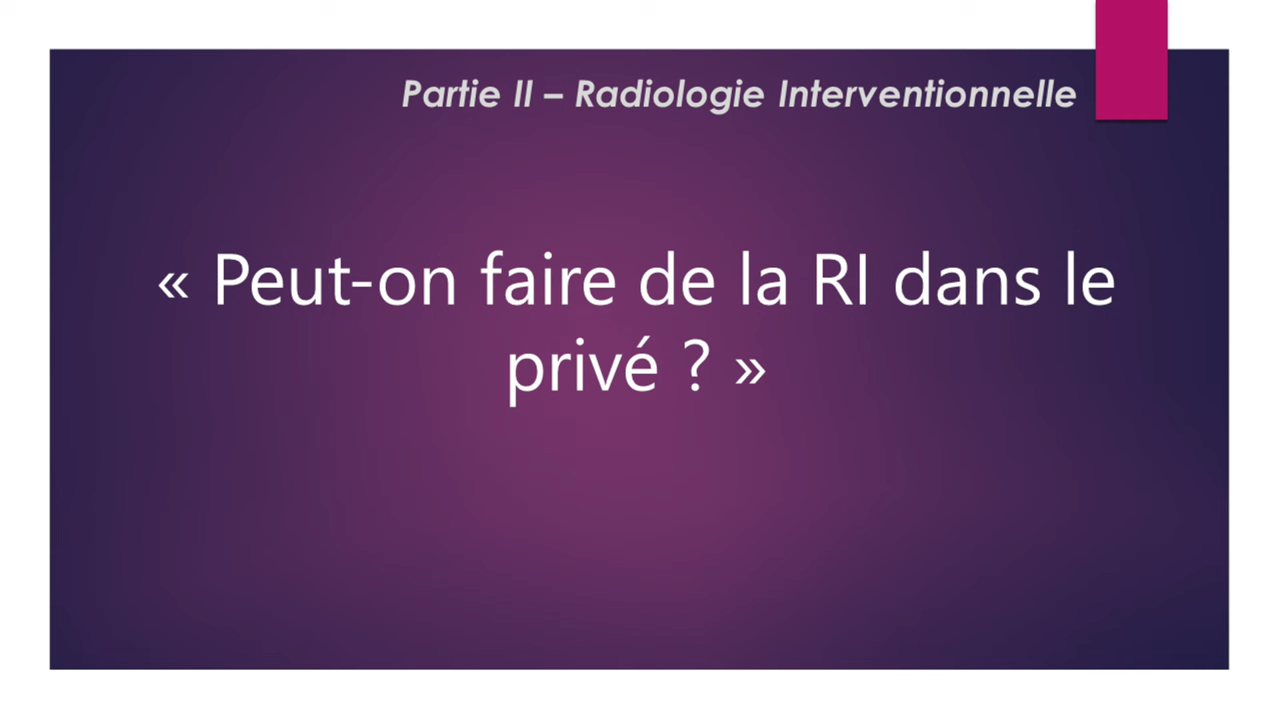 Partie II – Radiologie Interventionnelle
« Peut-on faire de la RI dans le
privé ? »